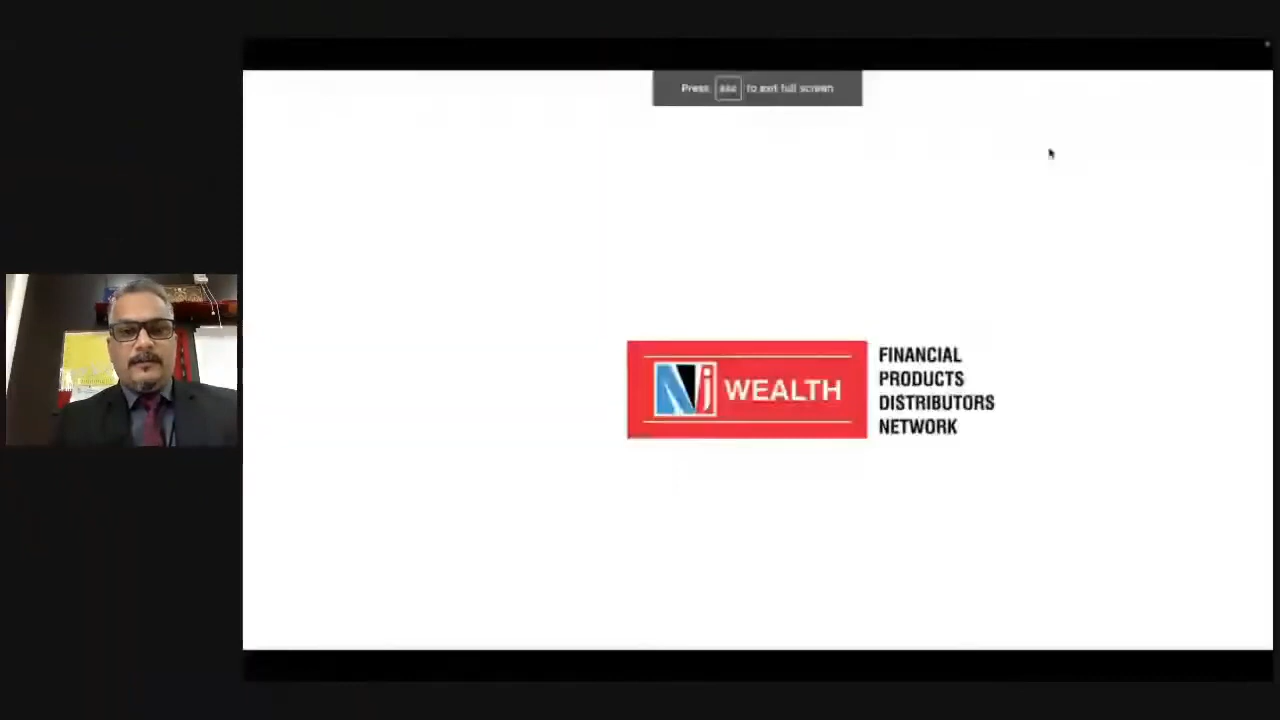 Press esc to exit full screen
Nj WEALTH
FINANCIAL
PRODUCTS
DISTRIBUTORS
NETWORK